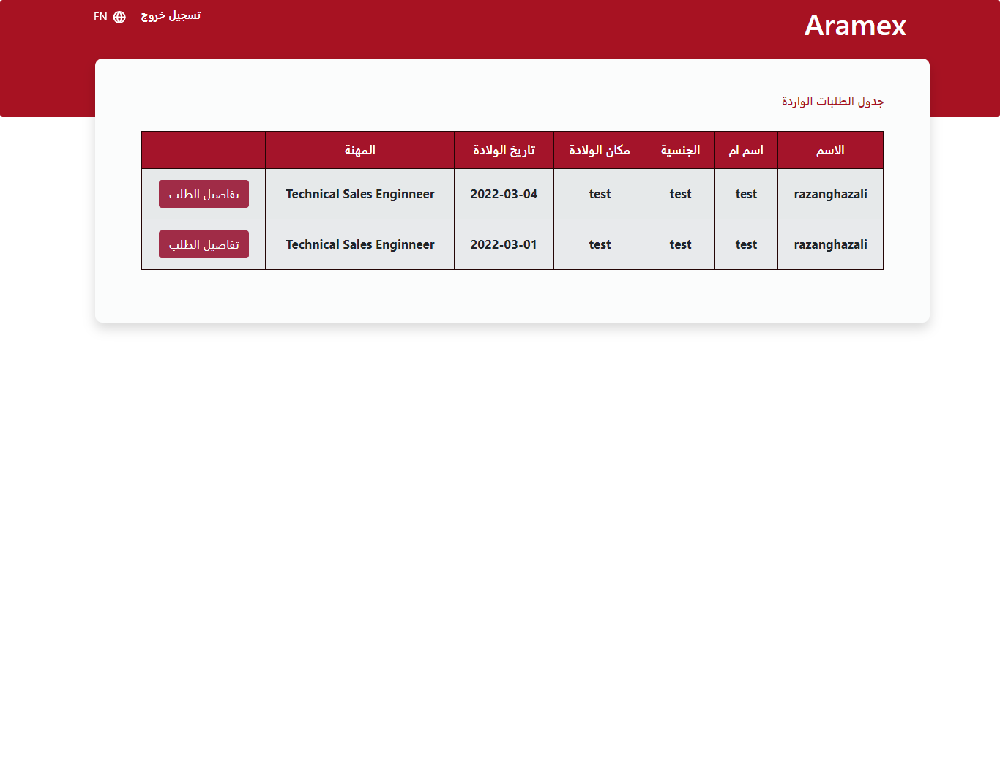 Aramex
تسجيل خروج
EN
جدول الطلبات الواردة
الاسم اسم ام الجنسية مكان الولادة تاريخ الولادة المهنة
razanghazali test test test 2022-03-04 Technical Sales Enginneer تفاصيل الطلب
razanghazali test test test 2022-03-01 Technical Sales Enginneer تفاصيل الطلب